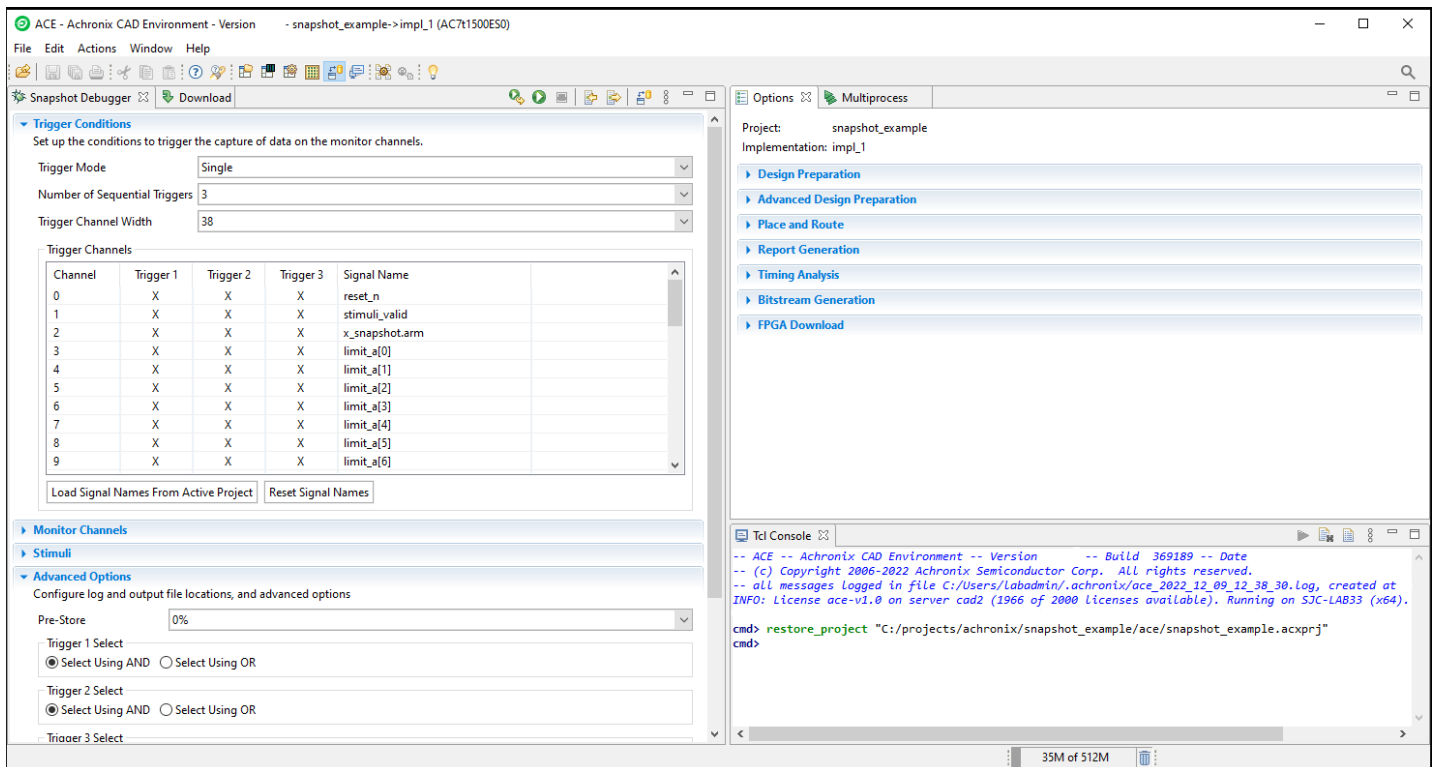 ACE - Achronix CAD Environment - Version - snapshot_example->impl_1 (AC7t1500ES0)
File Edit Actions Window Help
Snapshot Debugger Download
Trigger Conditions
Set up the conditions to trigger the capture of data on the monitor channels.
Trigger Mode Single
Number of Sequential Triggers 3
Trigger Channel Width 38
Trigger Channels
Channel Trigger 1 Trigger 2 Trigger 3 Signal Name
0 X X X reset_n
1 X X X stimuli_valid
2 X X X x_snapshot.arm
3 X X X limit_a[0]
4 X X X limit_a[1]
5 X X X limit_a[2]
6 X X X limit_a[3]
7 X X X limit_a[4]
8 X X X limit_a[5]
9 X X X limit_a[6]
Load Signal Names From Active Project Reset Signal Names
Monitor Channels
Stimuli
Advanced Options
Configure log and output file locations, and advanced options
Pre-Store 0%
Trigger 1 Select
Select Using AND Select Using OR
Trigger 2 Select
Select Using AND Select Using OR
Trigger 3 Select
Options Multiprocess
Project: snapshot_example
Implementation: impl_1
Design Preparation
Advanced Design Preparation
Place and Route
Report Generation
Timing Analysis
Bitstream Generation
FPGA Download
Tcl Console
-- ACE -- Achronix CAD Environment -- Version -- Build 369189 -- Date
-- (c) Copyright 2006-2022 Achronix Semiconductor Corp. All rights reserved.
-- all messages logged in file C:/Users/labadmin/.achronix/ace_2022_12_09_12_38_30.log, created at
INFO: License ace-v1.0 on server cad2 (1966 of 2000 licenses available). Running on SJC-LAB33 (x64).
cmd> restore_project "C:/projects/achronix/snapshot_example/ace/snapshot_example.acxprj"
cmd>
35M of 512M